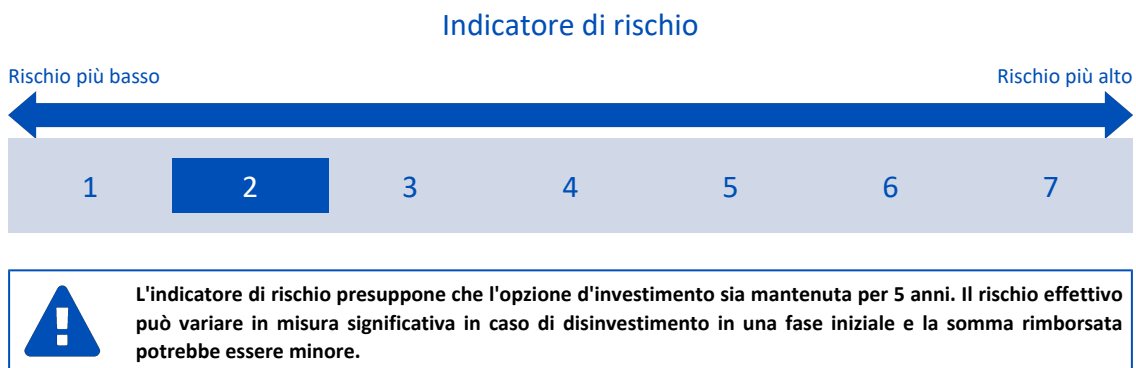 Indicatore di rischio
Rischio più basso
Rischio più alto
1 2 3 4 5 6 7
L'indicatore di rischio presuppone che l'opzione d'investimento sia mantenuta per 5 anni. Il rischio effettivo
può variare in misura significativa in caso di disinvestimento in una fase iniziale e la somma rimborsata
potrebbe essere minore.